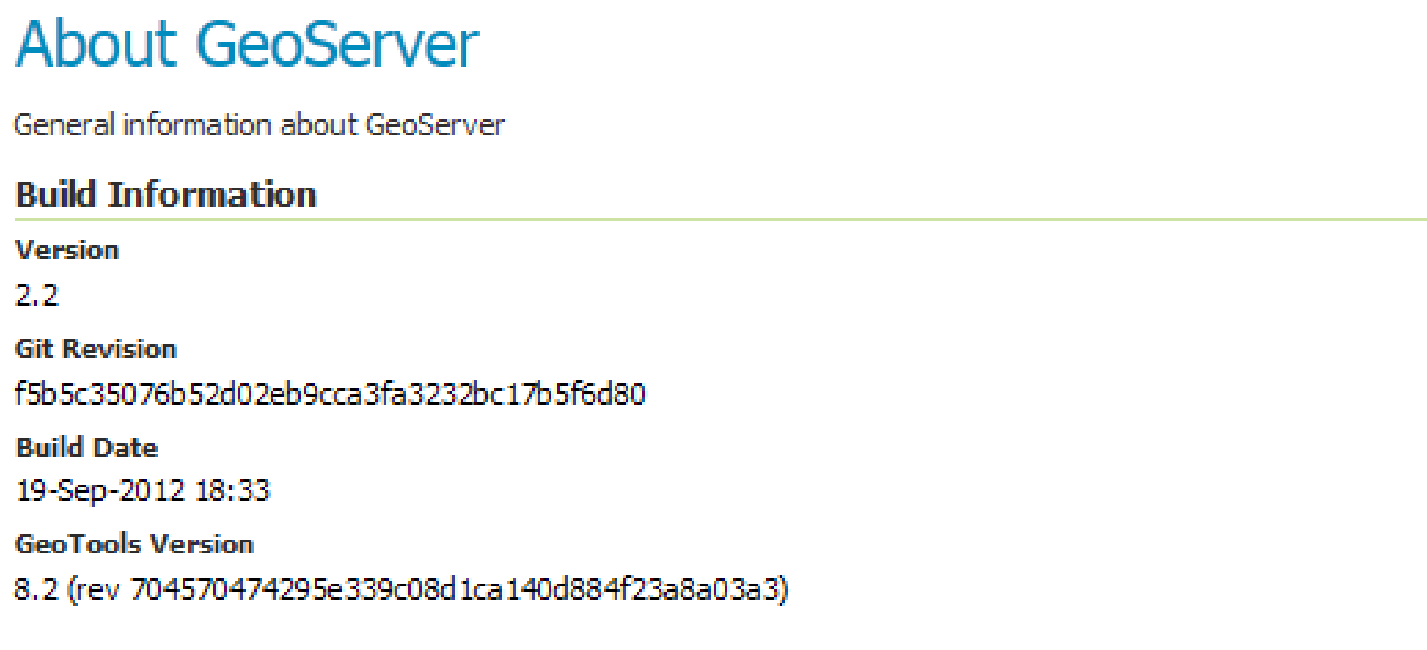 About GeoServer
General information about GeoServer
Build Information
Version
2.2
Git Revision
f5b5c35076b52d02eb9cca3fa3232bc17b5f6d80
Build Date
19-Sep-2012 18:33
GeoTools Version
8.2 (rev 704570474295e339c08d1ca140d884f23a8a03a3)